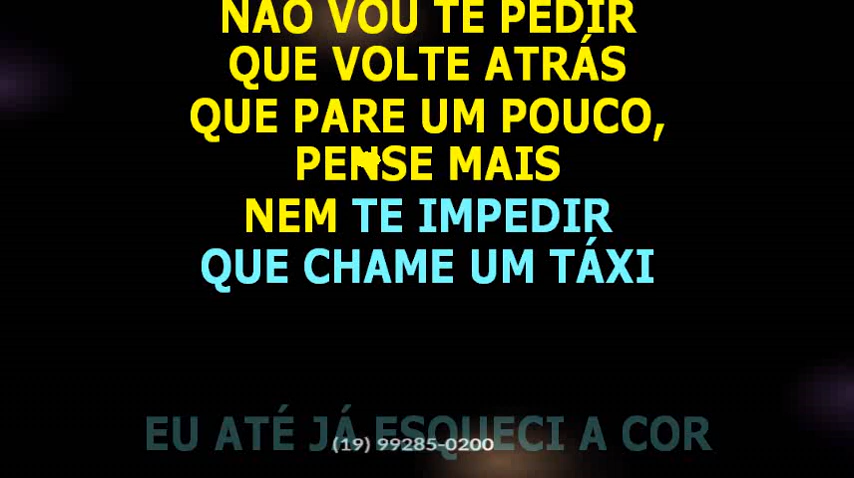 NÃO VOU TE PEDIR
QUE VOLTE ATRÁS
QUE PARE UM POUCO,
PENSE MAIS
NEM TE IMPEDIR
QUE CHAME UM TÁXI
EU ATÉ JÁ ESQUECI A COR
(19) 99285-0200